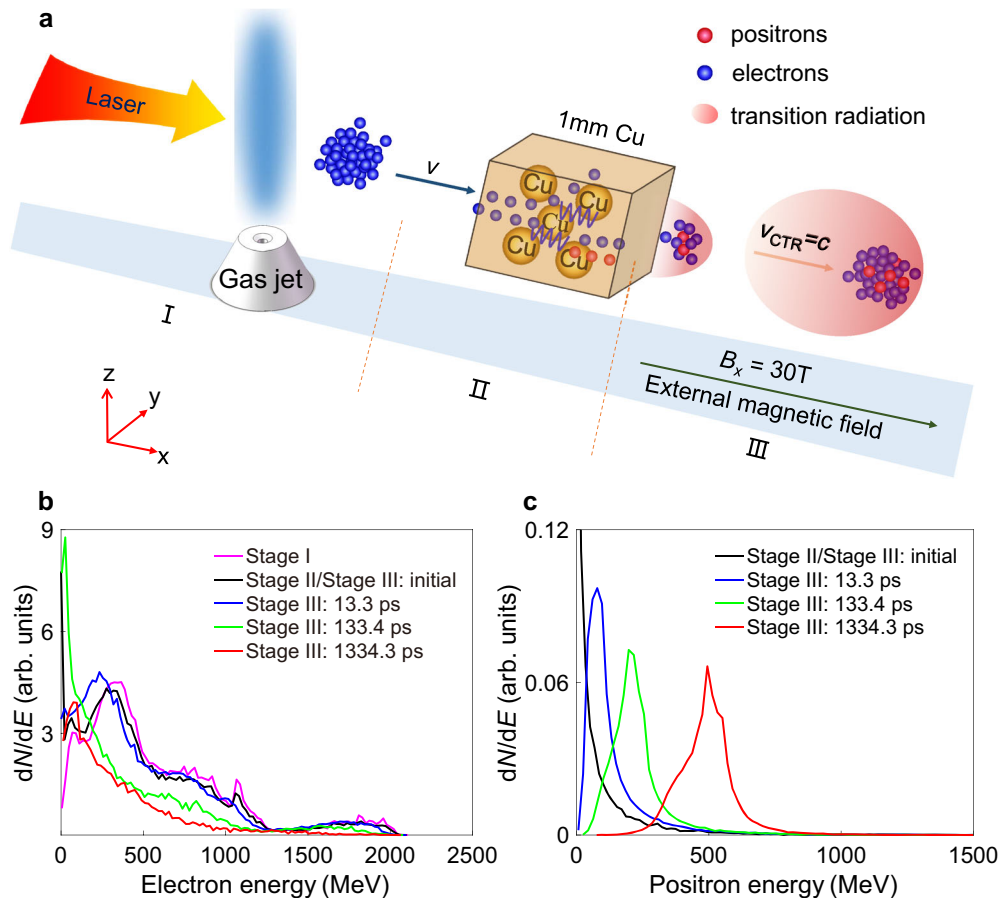 a
Laser
Gas jet
v
1mm Cu
Cu
Cu
Cu
Cu
Cu
positrons
electrons
transition radiation
v_CTR=c
I
II
III
B_x = 30T
External magnetic field
z
y
x
b
9
6
3
0
0
500
1000
1500
2000
2500
dN/dE (arb. units)
Electron energy (MeV)
Stage I
Stage II/Stage III: initial
Stage III: 13.3 ps
Stage III: 133.4 ps
Stage III: 1334.3 ps
c
0.12
0.06
0
0
500
1000
1500
dN/dE (arb. units)
Positron energy (MeV)
Stage II/Stage III: initial
Stage III: 13.3 ps
Stage III: 133.4 ps
Stage III: 1334.3 ps